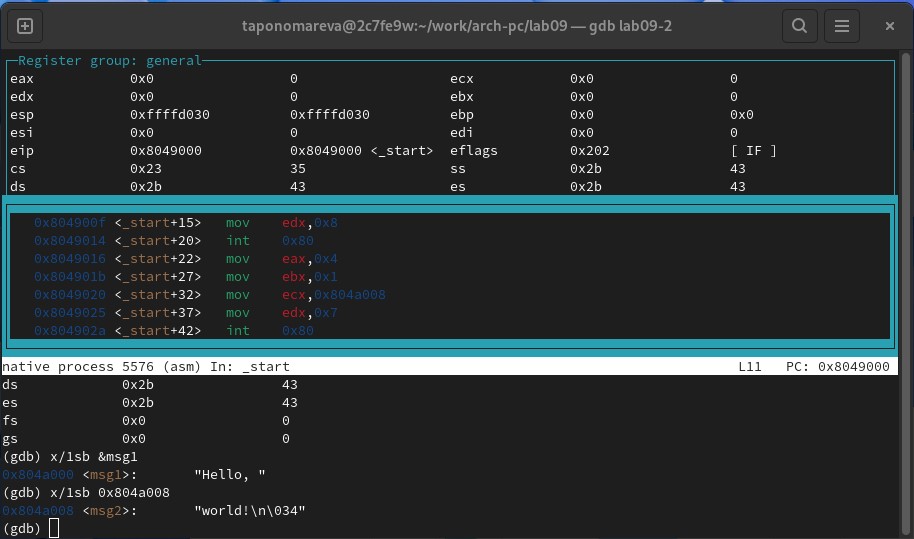 taponomareva@2c7fe9w:~/work/arch-pc/lab09 — gdb lab09-2
Register group: general
eax 0x0 0 ecx 0x0 0
edx 0x0 0 ebx 0x0 0
esp 0xffffd030 0xffffd030 ebp 0x0 0x0
esi 0x0 0 edi 0x0 0
eip 0x8049000 0x8049000 <_start> eflags 0x202 [ IF ]
cs 0x23 35 ss 0x2b 43
ds 0x2b 43 es 0x2b 43
0x804900f <_start+15> mov edx,0x8
0x8049014 <_start+20> int 0x80
0x8049016 <_start+22> mov eax,0x4
0x804901b <_start+27> mov ebx,0x1
0x8049020 <_start+32> mov ecx,0x804a008
0x8049025 <_start+37> mov edx,0x7
0x804902a <_start+42> int 0x80
native process 5576 (asm) In: _start L11 PC: 0x8049000
ds 0x2b 43
es 0x2b 43
fs 0x0 0
gs 0x0 0
(gdb) x/1sb &msg1
0x804a000 <msg1>: "Hello, "
(gdb) x/1sb 0x804a008
0x804a008 <msg2>: "world!\n\034"
(gdb)